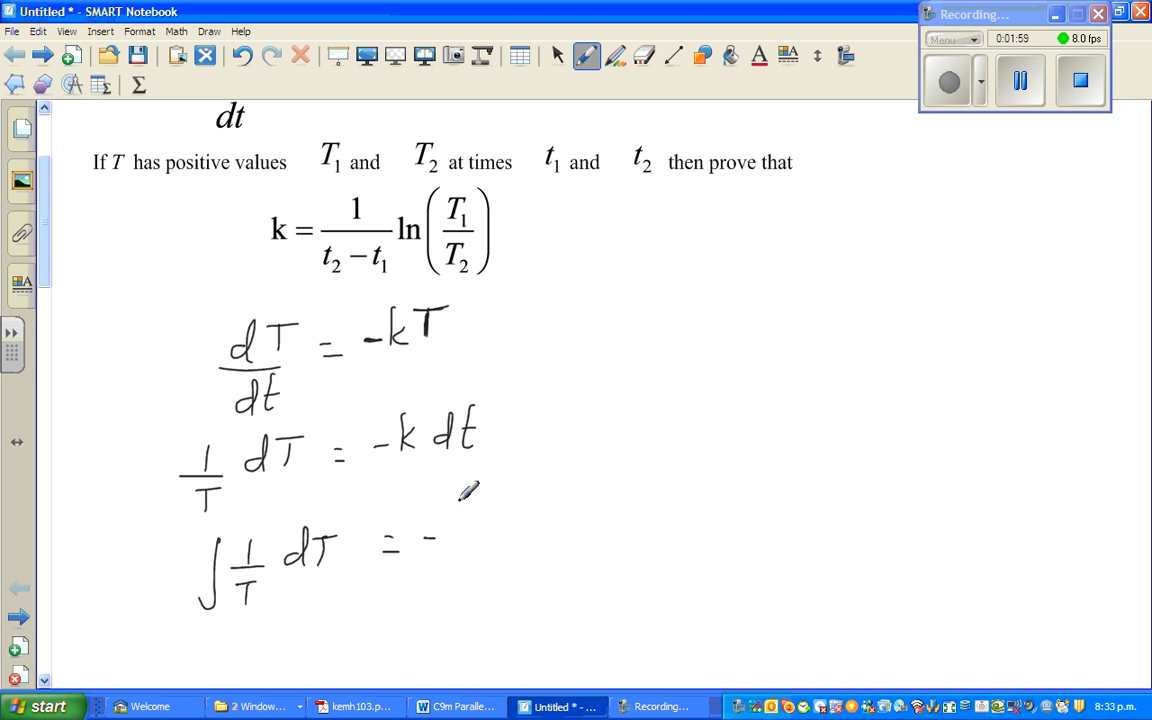 Untitled * - SMART Notebook
Recording...
File Edit View Insert Format Math Draw Help
Menu 0:01:59 8.0 fps
dt
If T has positive values T₁ and T₂ at times t₁ and t₂ then prove that
k = 1/(t₂ − t₁) ln(T₁/T₂)
dT/dt = -kT
1/T dT = -k dt
∫ 1/T dT = -
start Welcome 2 Window... kemh103.p... C9m Paralle... Untitled * - ... Recording... 8:33 p.m.